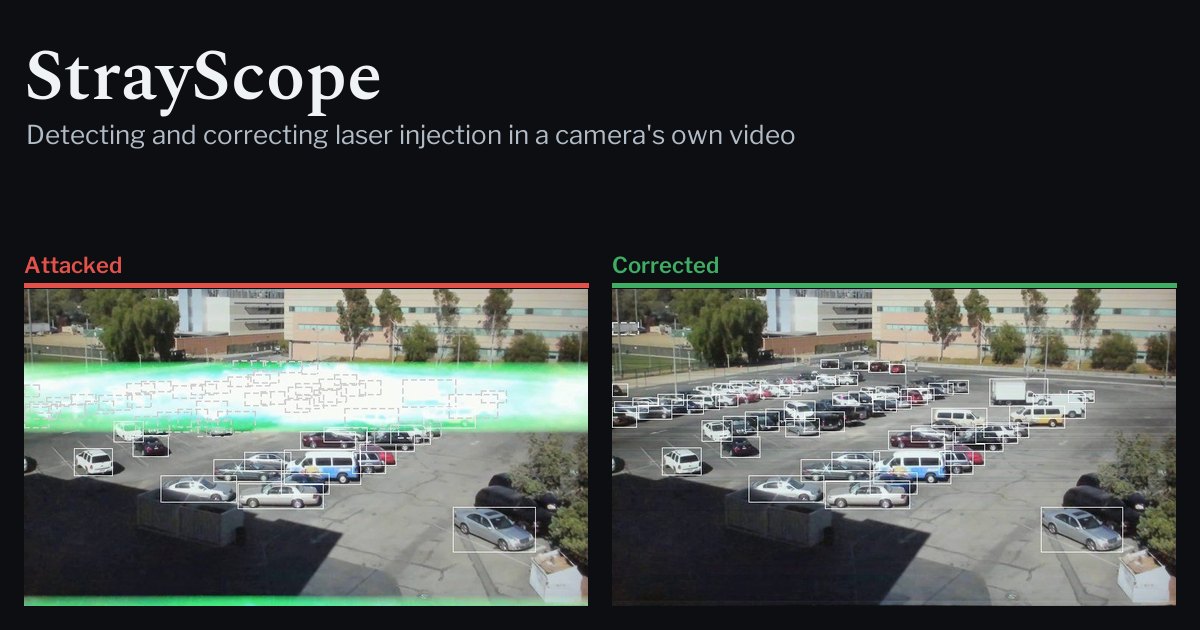 StrayScope
Detecting and correcting laser injection in a camera's own video
Attacked
Corrected